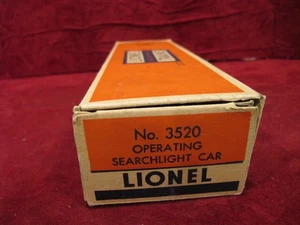 No. 3520
OPERATING
SEARCHLIGHT CAR
LIONEL